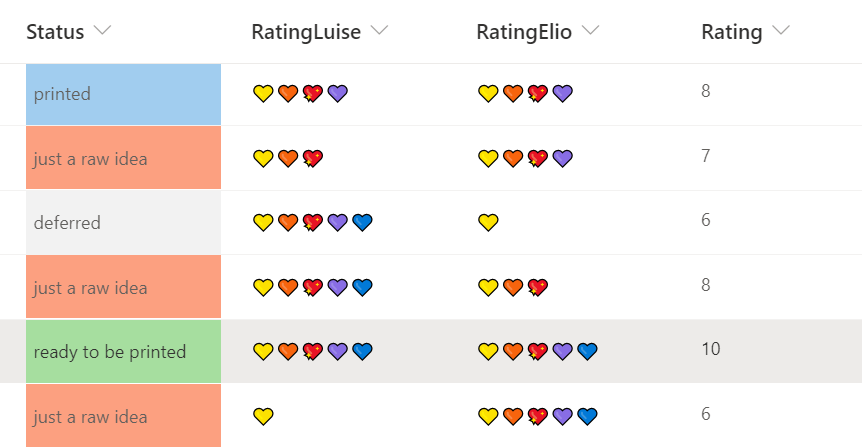 Status RatingLuise RatingElio Rating
printed 💛🧡💖💜 💛🧡💖💜 8
just a raw idea 💛🧡💖 💛🧡💖💜 7
deferred 💛🧡💖💜💙 💛 6
just a raw idea 💛🧡💖💜💙 💛🧡💖 8
ready to be printed 💛🧡💖💜💙 💛🧡💖💜💙 10
just a raw idea 💛 💛🧡💖💜💙 6